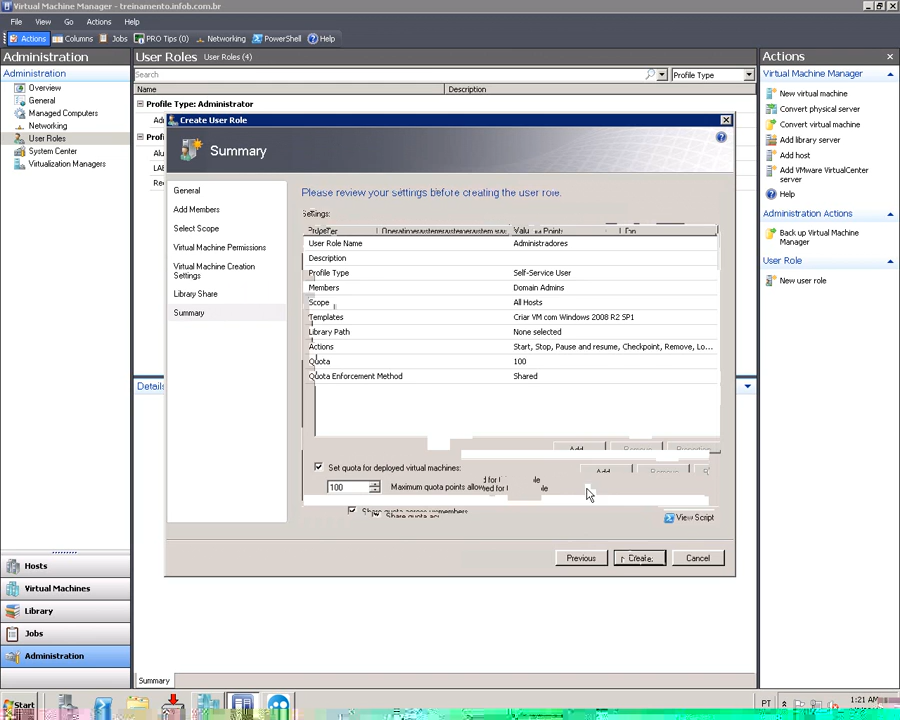 Virtual Machine Manager - treinamento.infob.com.br
File View Go Actions Help
Actions Columns Jobs PRO Tips (0) Networking PowerShell Help
Administration
Administration
Overview
General
Managed Computers
Networking
User Roles
System Center
Virtualization Managers
User Roles User Roles (4)
Search
Profile Type
Name Description
Profile Type: Administrator
Create User Role
Summary
General
Add Members
Select Scope
Virtual Machine Permissions
Virtual Machine Creation
Settings
Library Share
Summary
Please review your settings before creating the user role.
Settings:
User Role Name Administradores
Description
Profile Type Self-Service User
Members Domain Admins
Scope All Hosts
Templates Criar VM com Windows 2008 R2 SP1
Library Path None selected
Actions Start, Stop, Pause and resume, Checkpoint, Remove, Lo...
Quota 100
Quota Enforcement Method Shared
Set quota for deployed virtual machines:
100 Maximum quota points
View Script
Previous Create Cancel
Details
Summary
Hosts
Virtual Machines
Library
Jobs
Administration
Actions
Virtual Machine Manager
New virtual machine
Convert physical server
Convert virtual machine
Add library server
Add host
Add VMware VirtualCenter
server
Help
Administration Actions
Back up Virtual Machine
Manager
User Role
New user role
Start
PT
1:21 AM